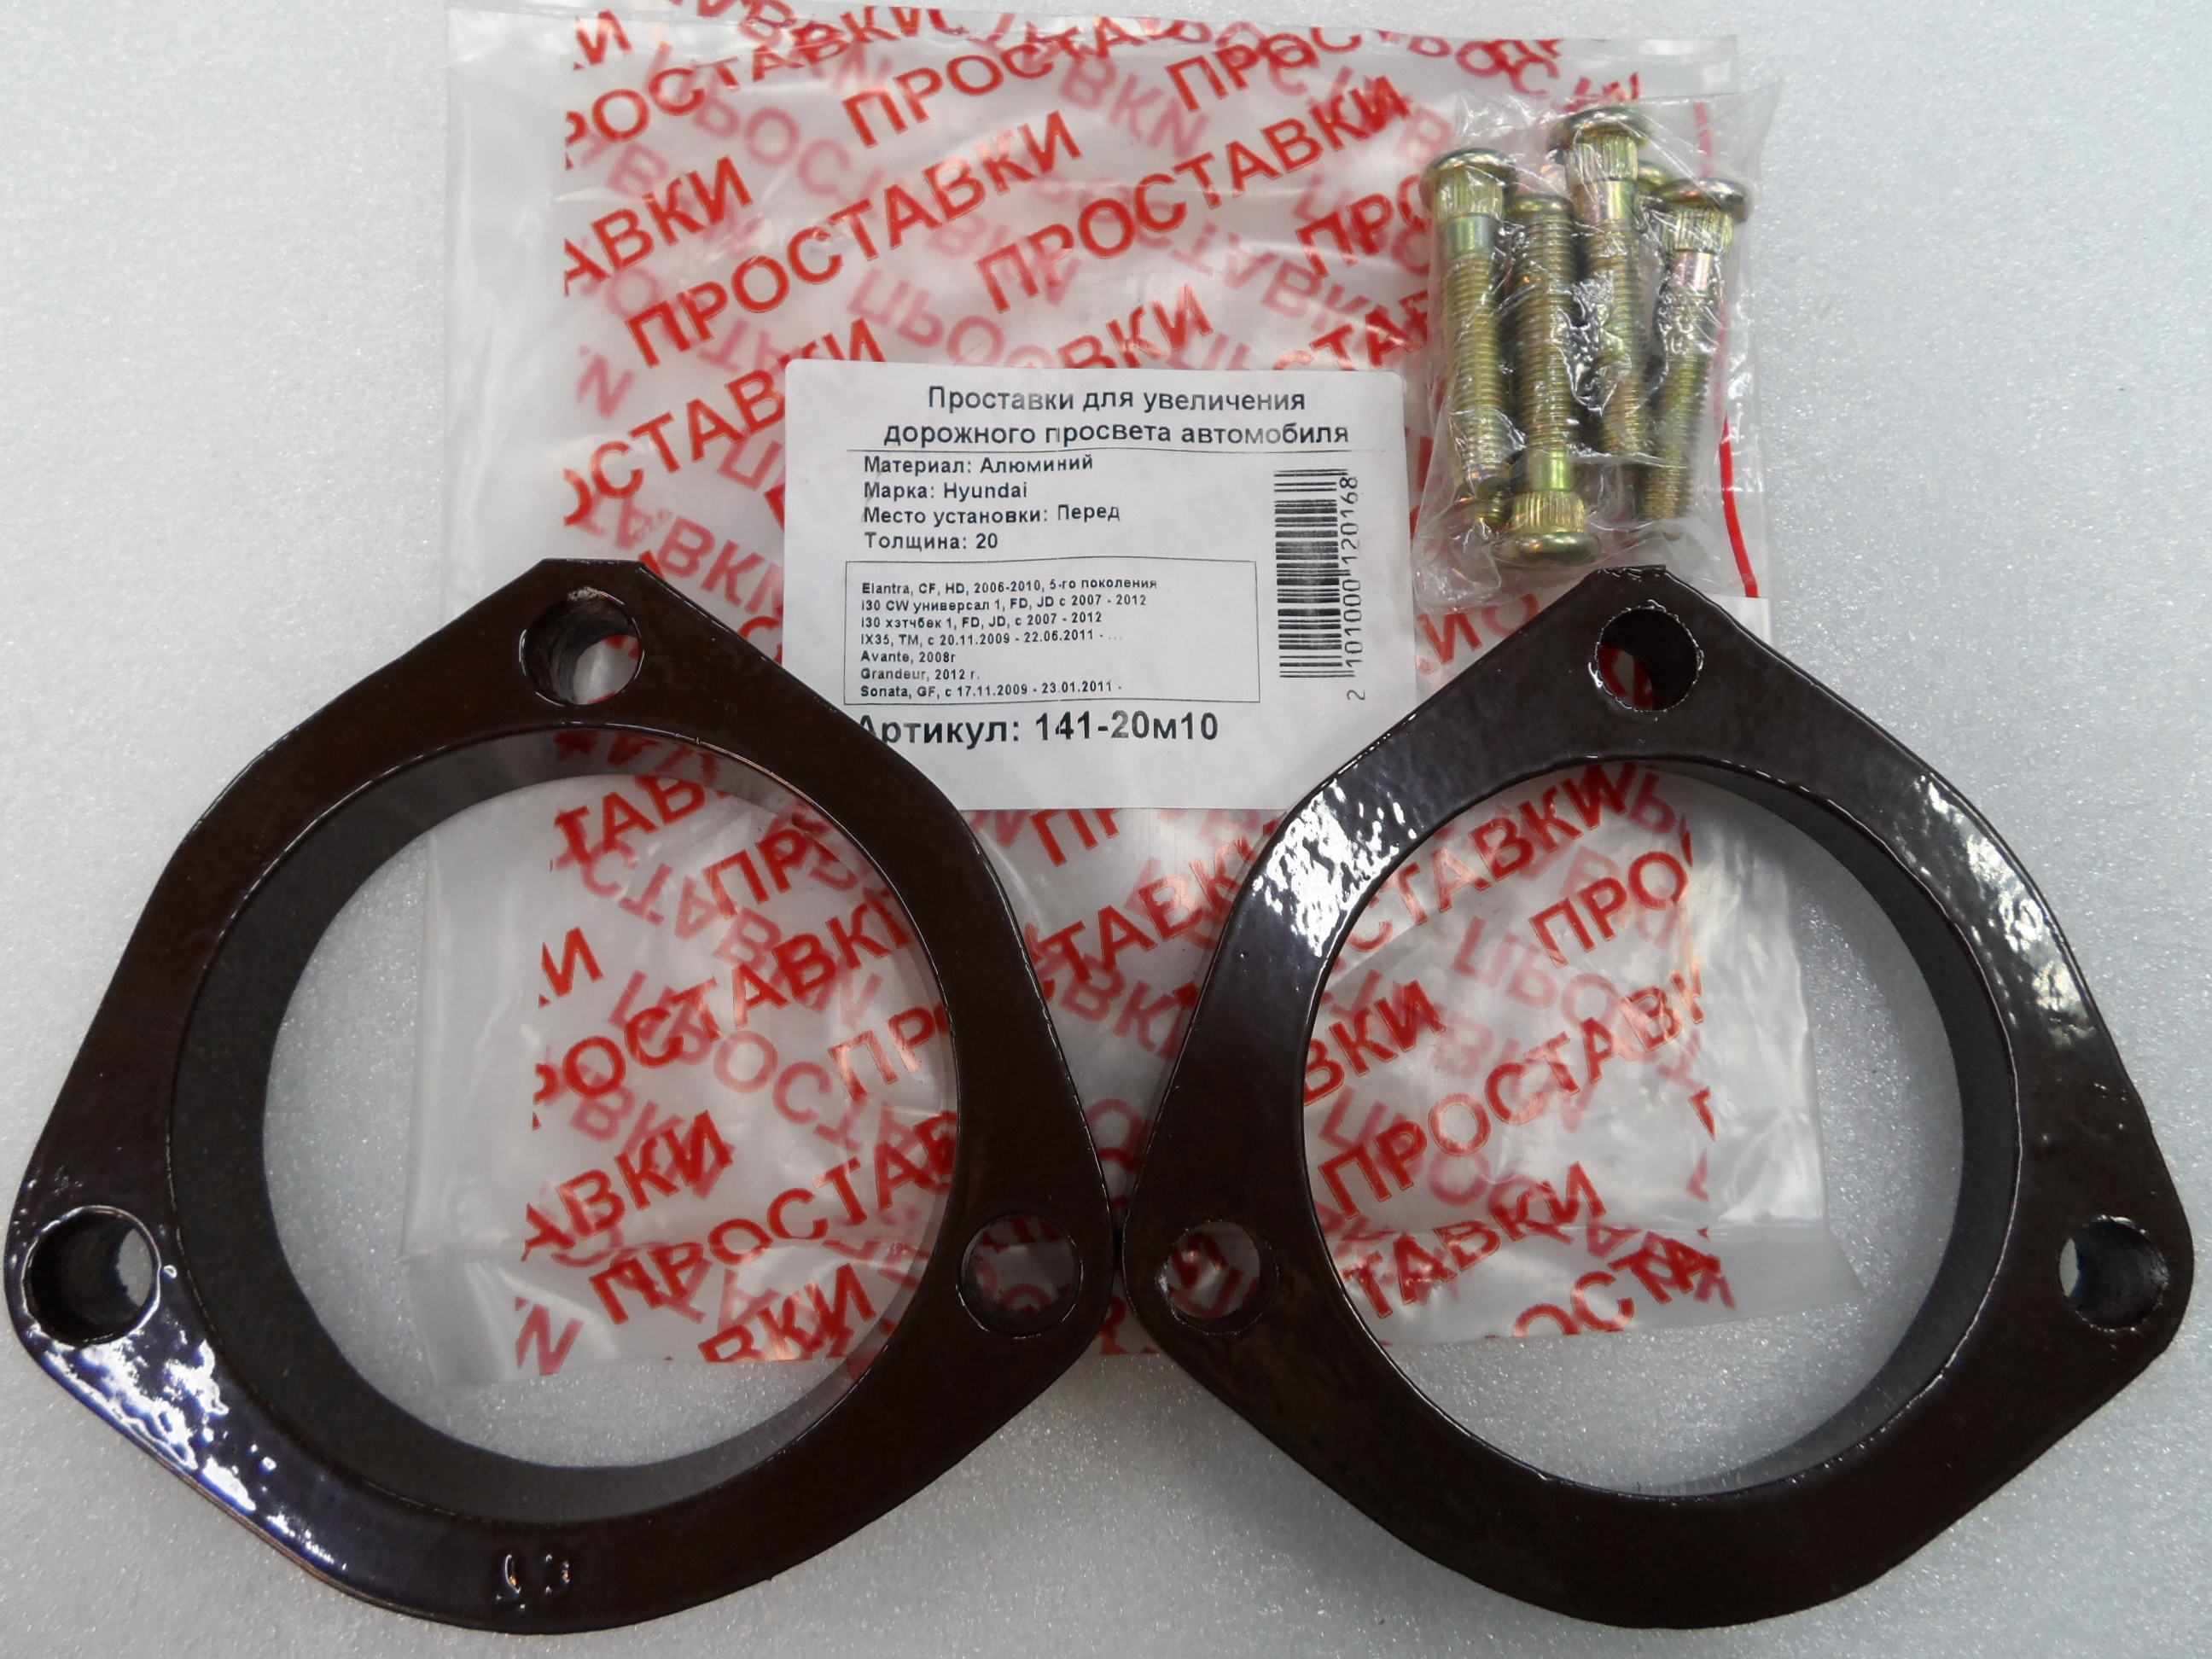 ПРОСТАВКИ
ПРОСТАВКИ
ПРОСТАВКИ
Проставки для увеличения
дорожного просвета автомобиля
Материал: Алюминий
Марка: Hyundai
Место установки: Перед
Толщина: 20
Elantra, CF, HD, 2006-2010, 5-го поколения
i30 CW универсал 1, FD, JD с 2007 - 2012
i30 хэтчбек 1, FD, JD, с 2007 - 2012
IX35, TM, с 20.11.2009 - 22.06.2011 - ...
Avante, 2008г
Grandeur, 2012 г.
Sonata, GF, с 17.11.2009 - 23.01.2011 -
Артикул: 141-20м10
2 101000 120168